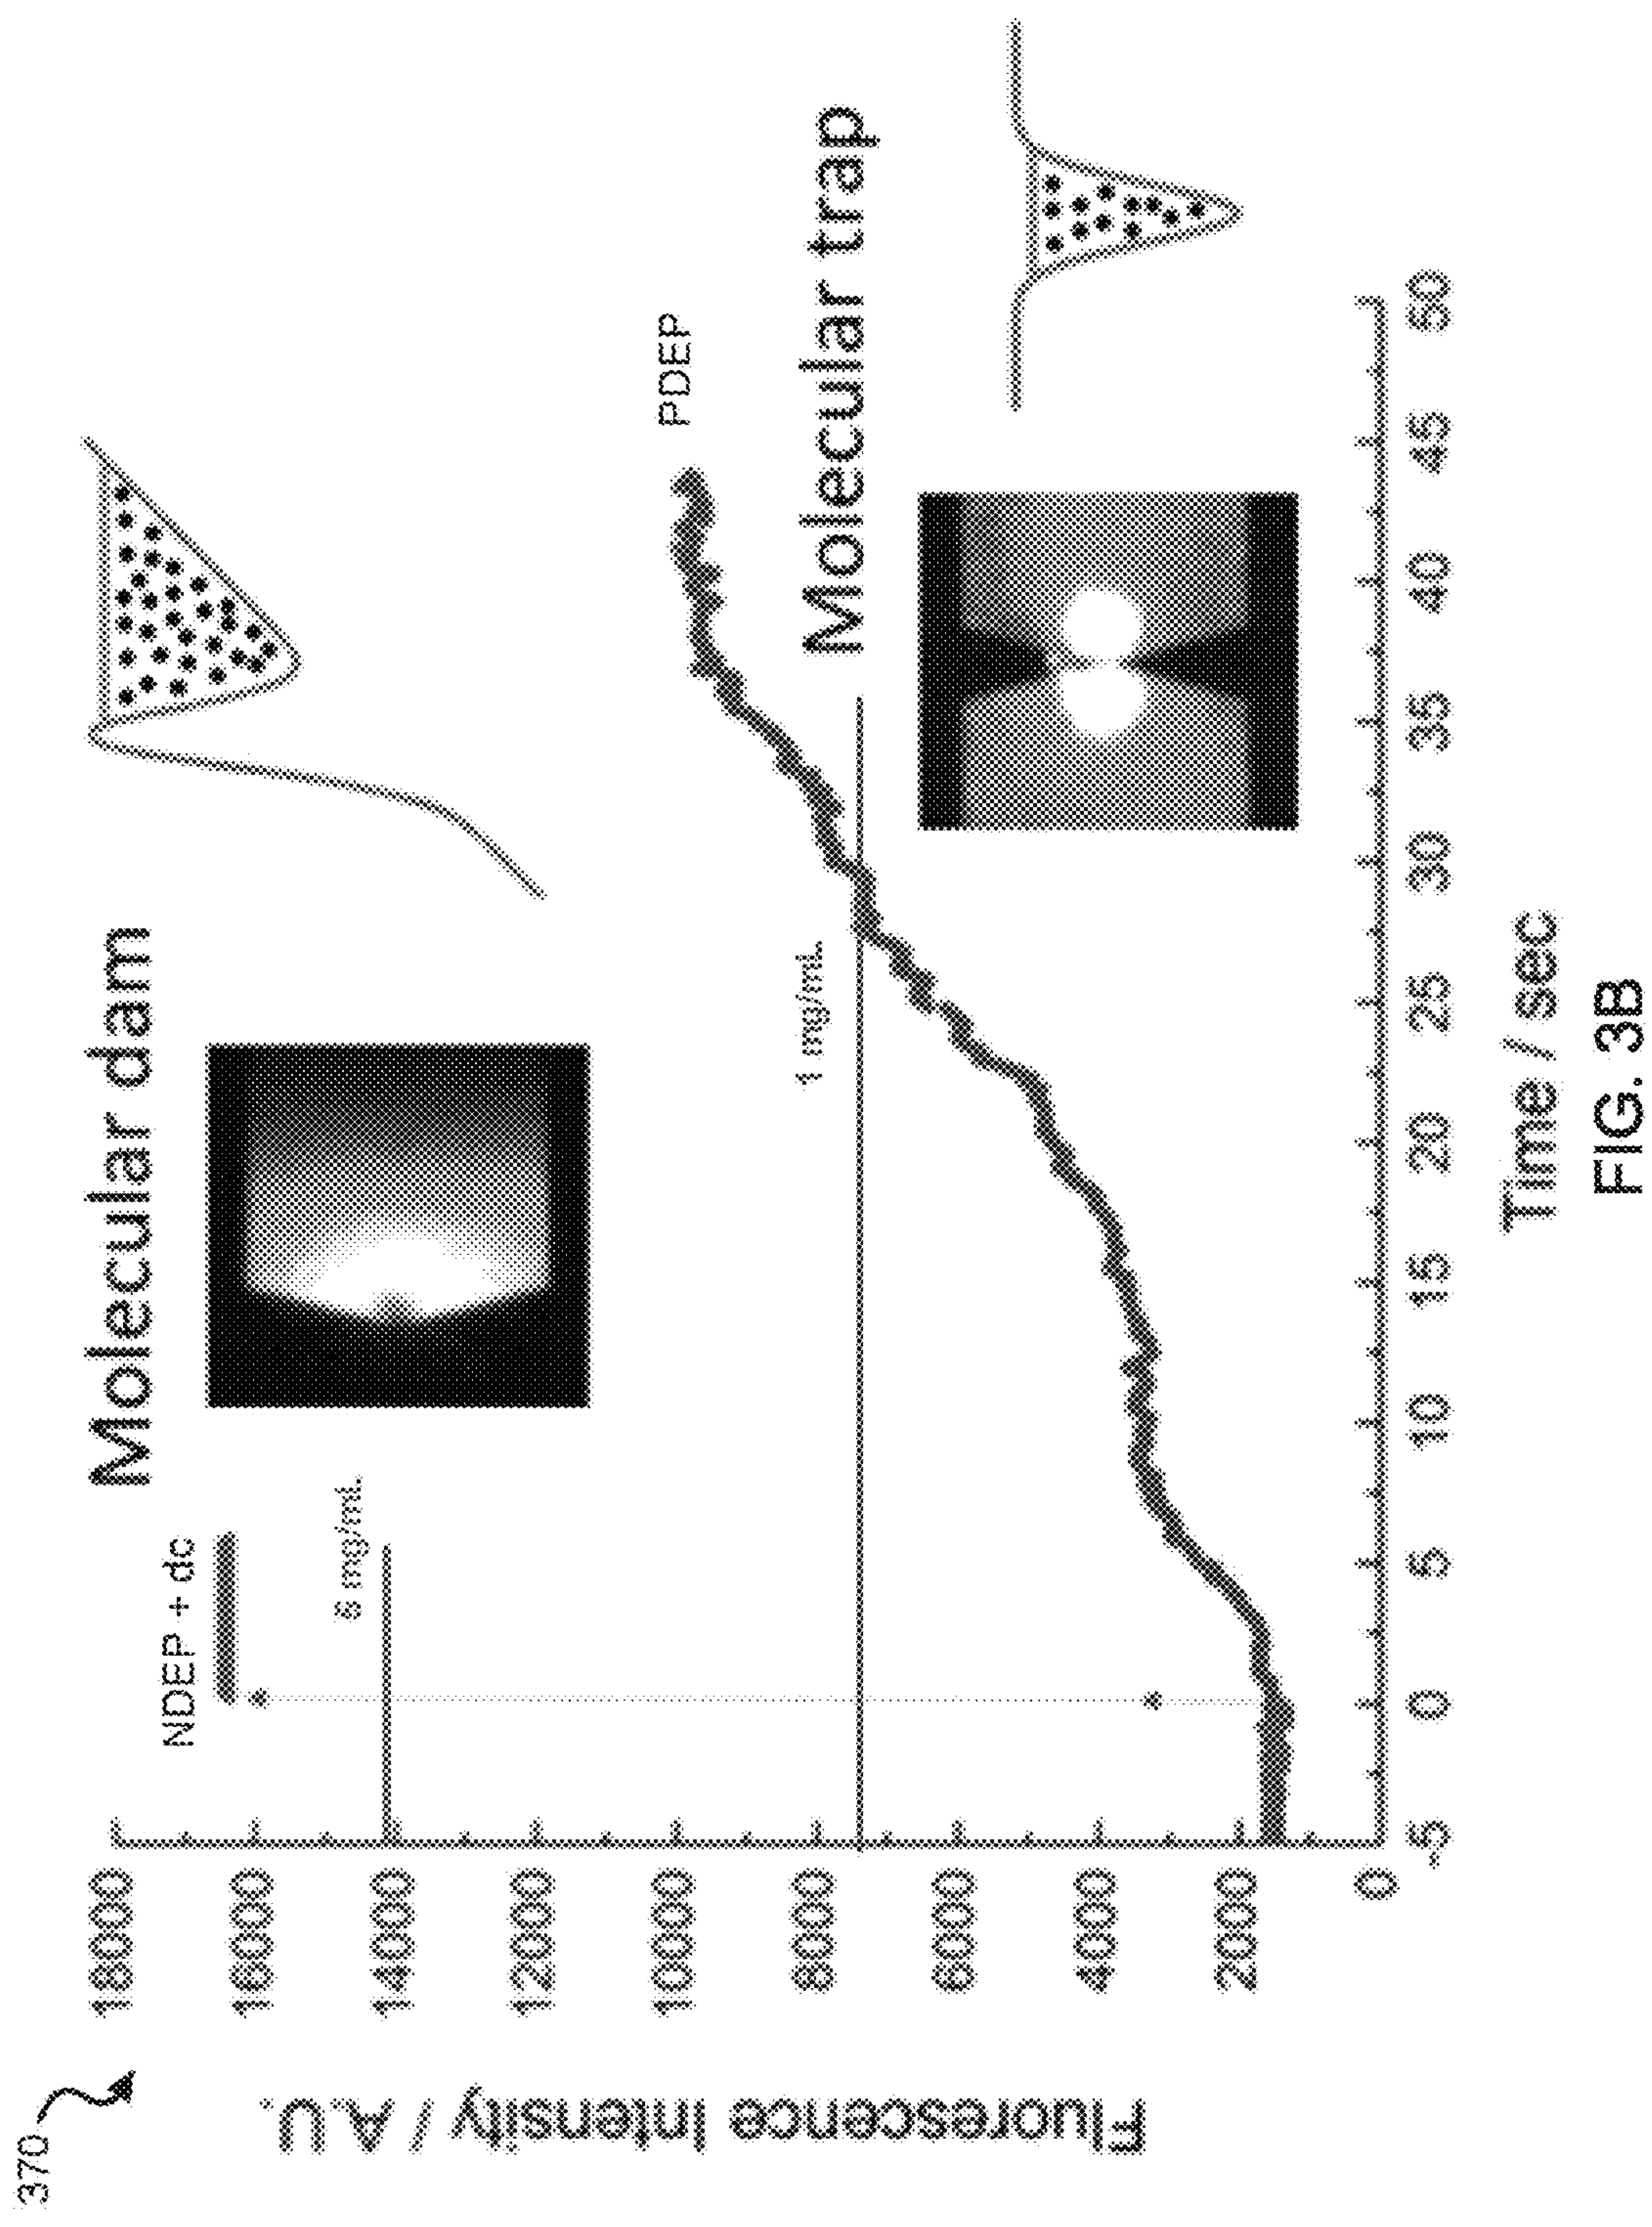 370
Fluorescence Intensity / A.U.
18000
16000
14000
12000
10000
8000
6000
4000
2000
0
NDEP + dc
Molecular dam
mg/mL
1 mg/mL
PDEP
Molecular trap
-5
0
5
10
15
20
25
30
35
40
45
50
Time / sec
FIG. 3B